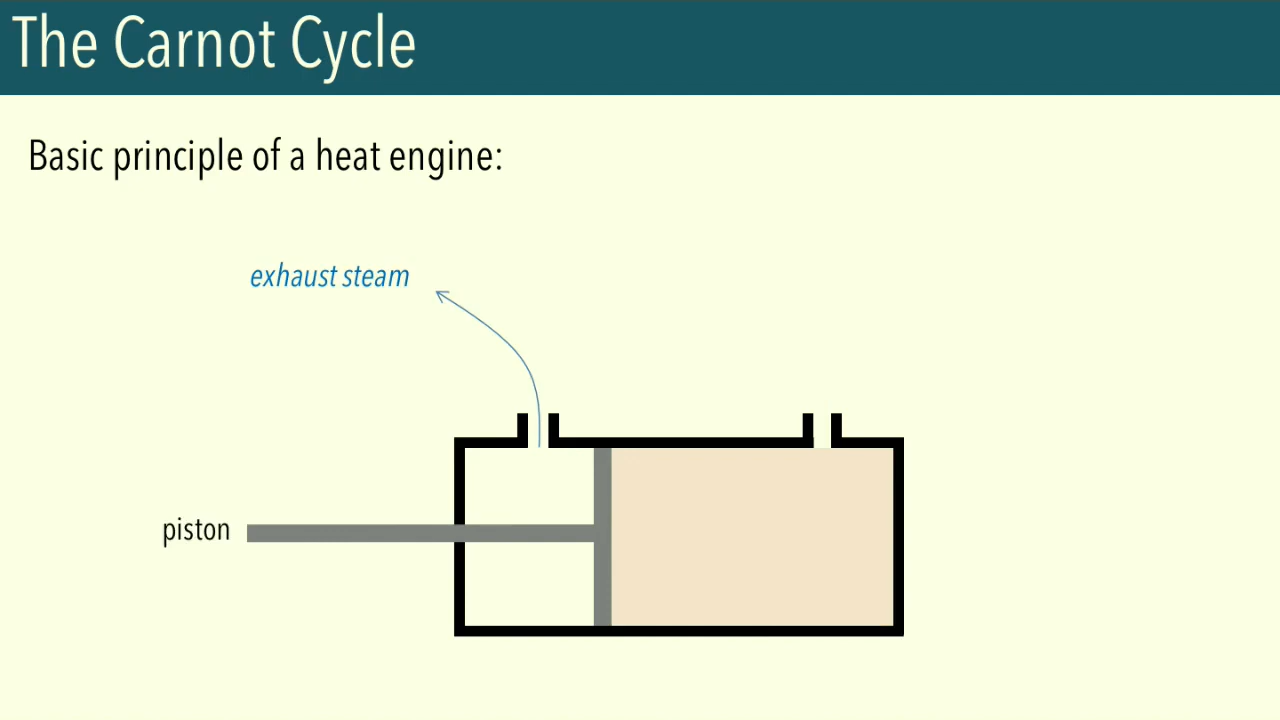 The Carnot Cycle
Basic principle of a heat engine:
exhaust steam
piston